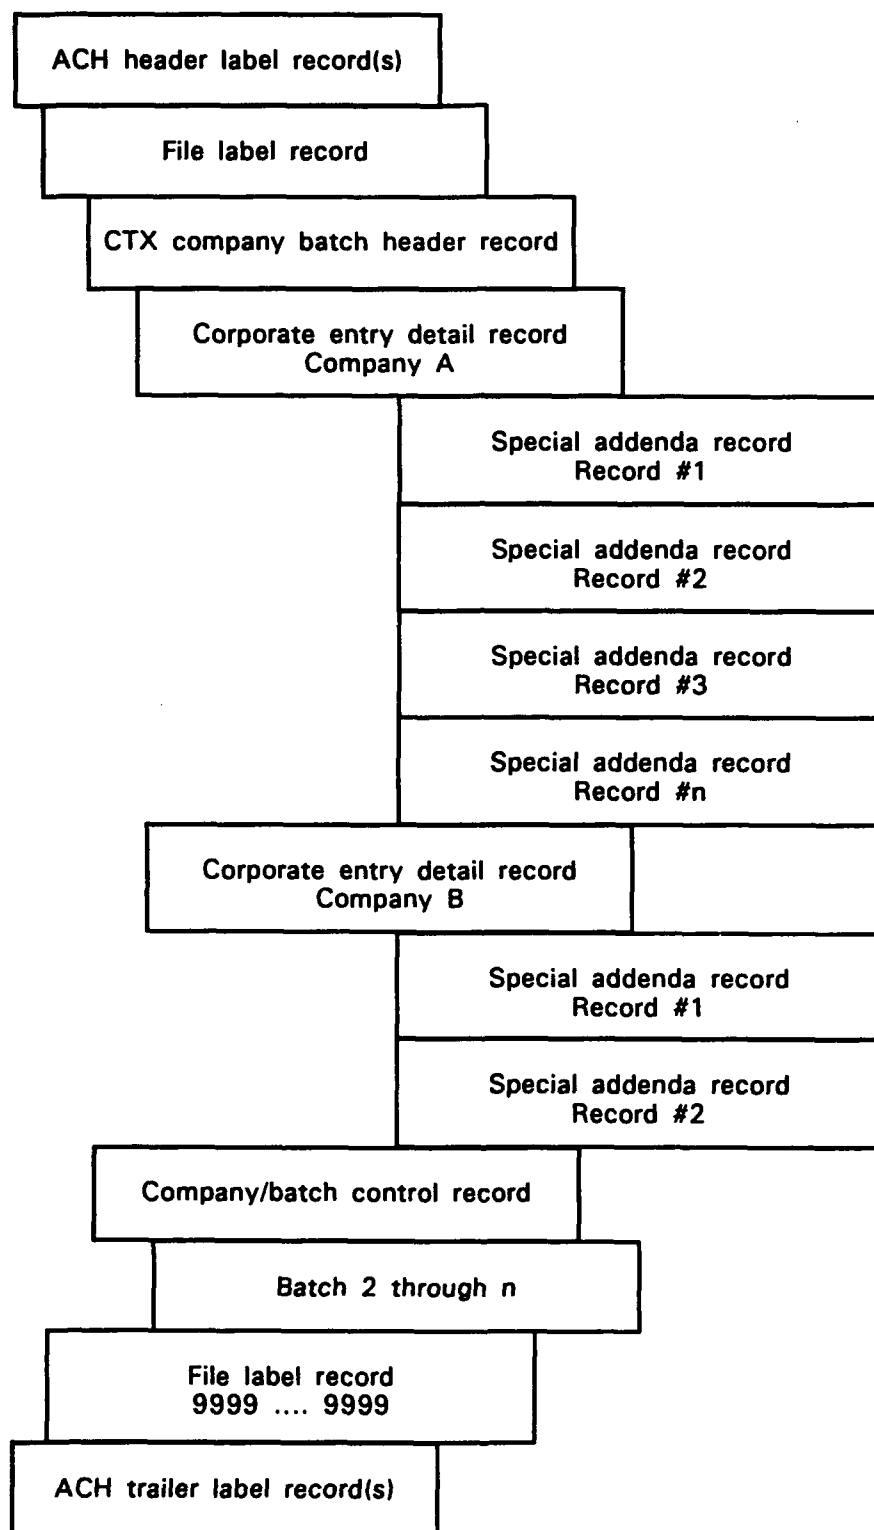 ACH header label record(s)
File label record
CTX company batch header record
Corporate entry detail record
Company A
Special addenda record
Record #1
Special addenda record
Record #2
Special addenda record
Record #3
Special addenda record
Record #n
Corporate entry detail record
Company B
Special addenda record
Record #1
Special addenda record
Record #2
Company/batch control record
Batch 2 through n
File label record
9999 .... 9999
ACH trailer label record(s)